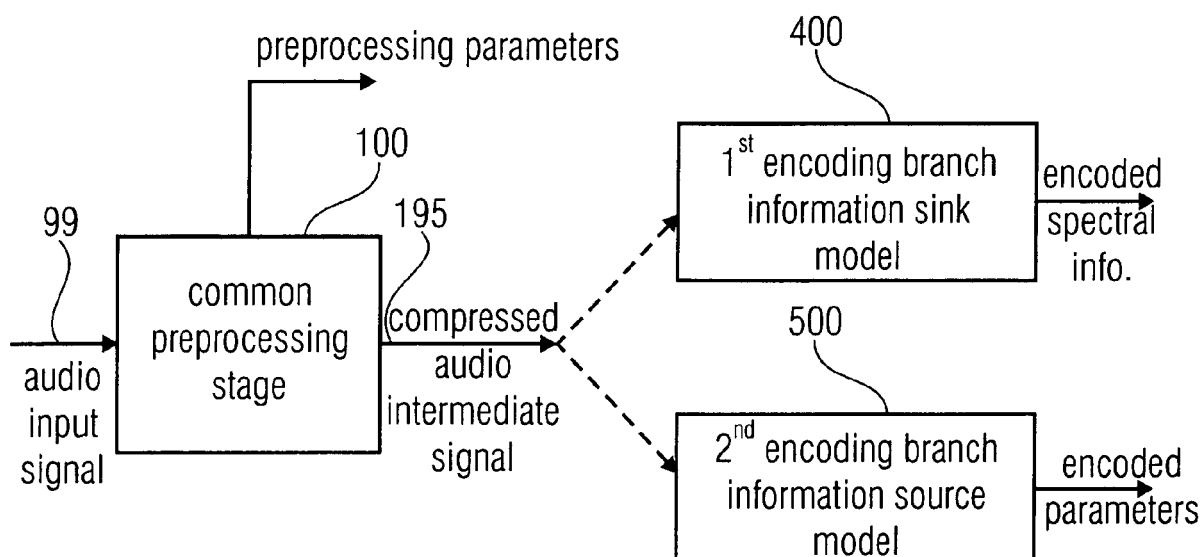 preprocessing parameters
100
99
common
preprocessing
stage
audio
input
signal
195
compressed
audio
intermediate
signal
400
1st encoding branch
information sink
model
encoded
spectral
info.
500
2nd encoding branch
information source
model
encoded
parameters